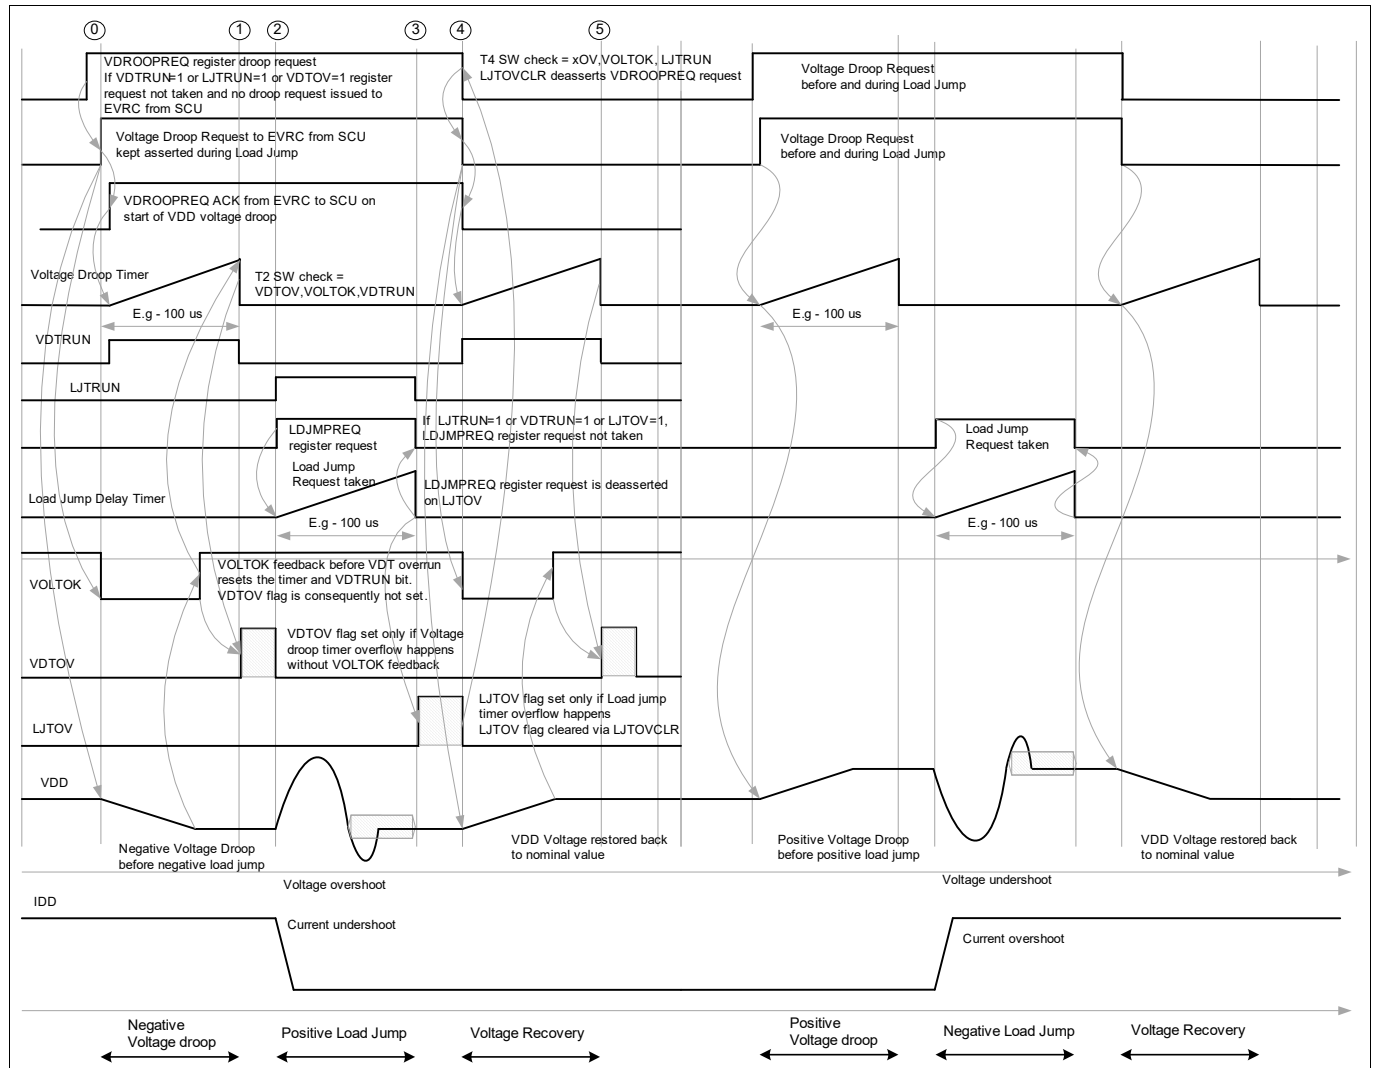 0 1 2 3 4 5
VDROOPREQ register droop request
If VDTRUN=1 or LJTRUN=1 or VDTOV=1 register
request not taken and no droop request issued to
EVRC from SCU
T4 SW check = xOV,VOLTOK, LJTRUN
LJTOVCLR deasserts VDROOPREQ request
Voltage Droop Request
before and during Load Jump
Voltage Droop Request to EVRC from SCU
kept asserted during Load Jump
Voltage Droop Request
before and during Load Jump
VDROOPREQ ACK from EVRC to SCU on
start of VDD voltage droop
Voltage Droop Timer
T2 SW check =
VDTOV,VOLTOK,VDTRUN
E.g - 100 us
E.g - 100 us
VDTRUN
LJTRUN
LDJMPREQ
register request
If LJTRUN=1 or VDTRUN=1 or LJTOV=1,
LDJMPREQ register request not taken
Load Jump
Request taken
Load Jump
Request taken
Load Jump Delay Timer
LDJMPREQ register request is deasserted
on LJTOV
E.g - 100 us
E.g - 100 us
VOLTOK
VOLTOK feedback before VDT overrun
resets the timer and VDTRUN bit.
VDTOV flag is consequently not set.
VDTOV
VDTOV flag set only if Voltage
droop timer overflow happens
without VOLTOK feedback
LJTOV
LJTOV flag set only if Load jump
timer overflow happens
LJTOV flag cleared via LJTOVCLR
VDD
Negative Voltage Droop
before negative load jump
VDD Voltage restored back
to nominal value
Positive Voltage Droop
before positive load jump
VDD Voltage restored back
to nominal value
Voltage overshoot
Voltage undershoot
IDD
Current undershoot
Current overshoot
Negative
Voltage droop
Positive Load Jump
Voltage Recovery
Positive
Voltage droop
Negative Load Jump
Voltage Recovery